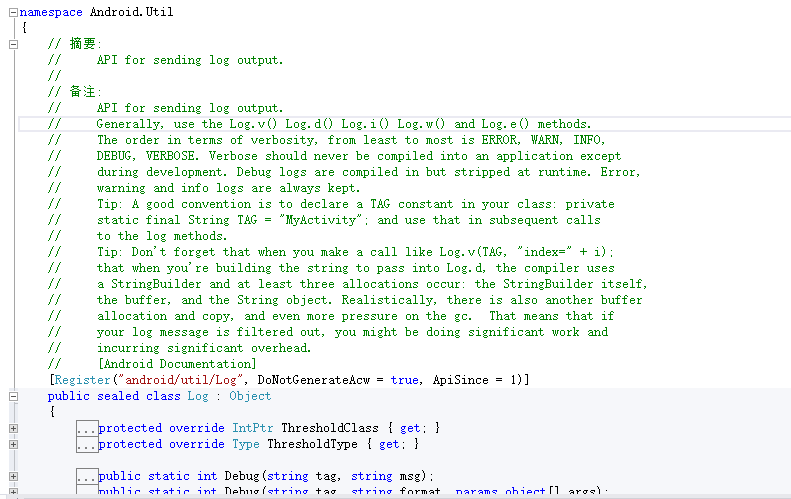 namespace Android.Util
{
// 摘要:
//     API for sending log output.
//
// 备注:
//     API for sending log output.
//     Generally, use the Log.v() Log.d() Log.i() Log.w() and Log.e() methods.
//     The order in terms of verbosity, from least to most is ERROR, WARN, INFO,
//     DEBUG, VERBOSE. Verbose should never be compiled into an application except
//     during development. Debug logs are compiled in but stripped at runtime. Error,
//     warning and info logs are always kept.
//     Tip: A good convention is to declare a TAG constant in your class: private
//     static final String TAG = "MyActivity"; and use that in subsequent calls
//     to the log methods.
//     Tip: Don't forget that when you make a call like Log.v(TAG, "index=" + i);
//     that when you're building the string to pass into Log.d, the compiler uses
//     a StringBuilder and at least three allocations occur: the StringBuilder itself,
//     the buffer, and the String object. Realistically, there is also another buffer
//     allocation and copy, and even more pressure on the gc.  That means that if
//     your log message is filtered out, you might be doing significant work and
//     incurring significant overhead.
//     [Android Documentation]
[Register("android/util/Log", DoNotGenerateAcw = true, ApiSince = 1)]
public sealed class Log : Object
{
...protected override IntPtr ThresholdClass { get; }
...protected override Type ThresholdType { get; }
...public static int Debug(string tag, string msg);
...public static int Debug(string tag, string format, params object[] args);